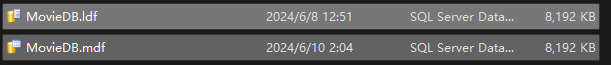 MovieDB.ldf 2024/6/8 12:51 SQL Server Data... 8,192 KB
MovieDB.mdf 2024/6/10 2:04 SQL Server Data... 8,192 KB